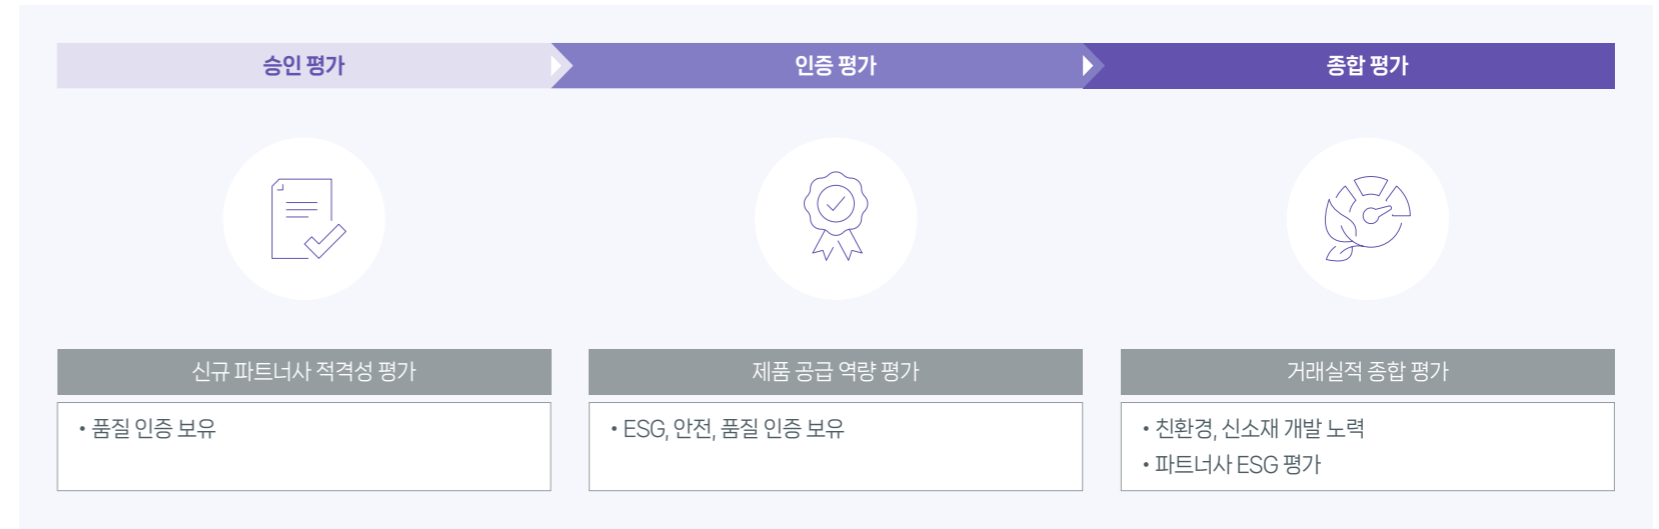 승인 평가
인증 평가
종합 평가
신규 파트너사 적격성 평가
• 품질 인증 보유
제품 공급 역량 평가
• ESG, 안전, 품질 인증 보유
거래실적 종합 평가
• 친환경, 신소재 개발 노력
• 파트너사 ESG 평가